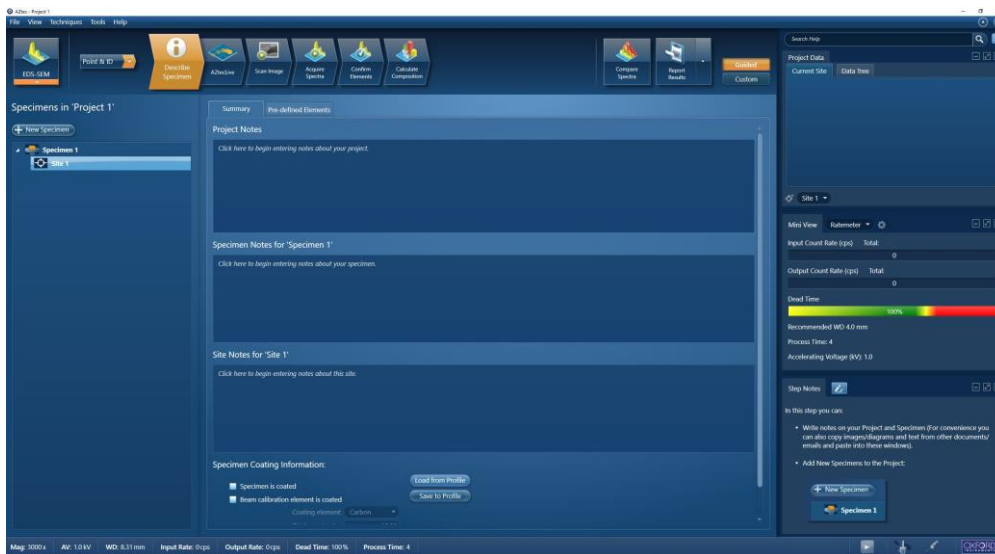 AZtec - Project 1
File View Techniques Tools Help
EDS-SEM
Point & ID
Describe Specimen
AZtecLive
Scan Image
Acquire Spectra
Confirm Elements
Calculate Composition
Compare Spectra
Report Results
Guided
Custom
Specimens in 'Project 1'
New Specimen
Specimen 1
Site 1
Summary
Pre-defined Elements
Project Notes
Click here to begin entering notes about your project.
Specimen Notes for 'Specimen 1'
Click here to begin entering notes about your specimen.
Site Notes for 'Site 1'
Click here to begin entering notes about this site.
Specimen Coating Information:
Specimen is coated
Beam calibration element is coated
Coating element: Carbon
Load from Profile
Save to Profile
Search Help
Project Data
Current Site
Data Tree
Site 1
Mini View
Ratemeter
Input Count Rate (cps) Total:
0
Output Count Rate (cps) Total:
0
Dead Time
100%
Recommended WD 4.0 mm
Process Time: 4
Accelerating Voltage (kV): 1.0
Step Notes
In this step you can:
• Write notes on your Project and Specimen (For convenience you
can also copy images/diagrams and text from other documents/
emails and paste into these windows).
• Add New Specimens to the Project:
New Specimen
Specimen 1
Mag: 3000 x AV: 1.0 kV WD: 8.31 mm Input Rate: 0 cps Output Rate: 0 cps Dead Time: 100% Process Time: 4
OXFORD